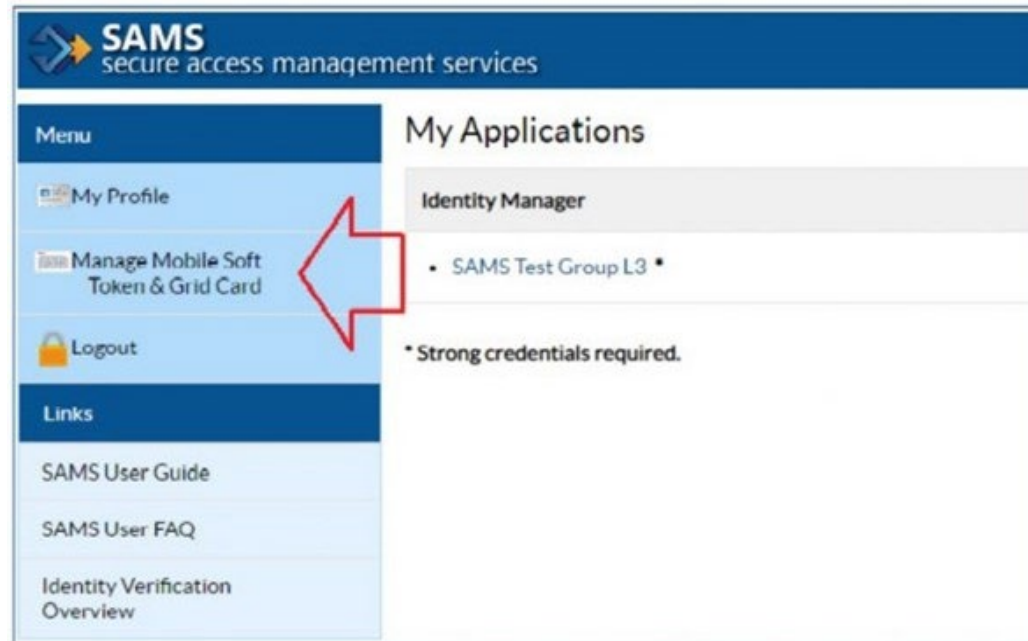 SAMS
secure access management services
Menu
My Profile
Manage Mobile Soft
Token & Grid Card
Logout
Links
SAMS User Guide
SAMS User FAQ
Identity Verification
Overview
My Applications
Identity Manager
• SAMS Test Group L3 *
* Strong credentials required.